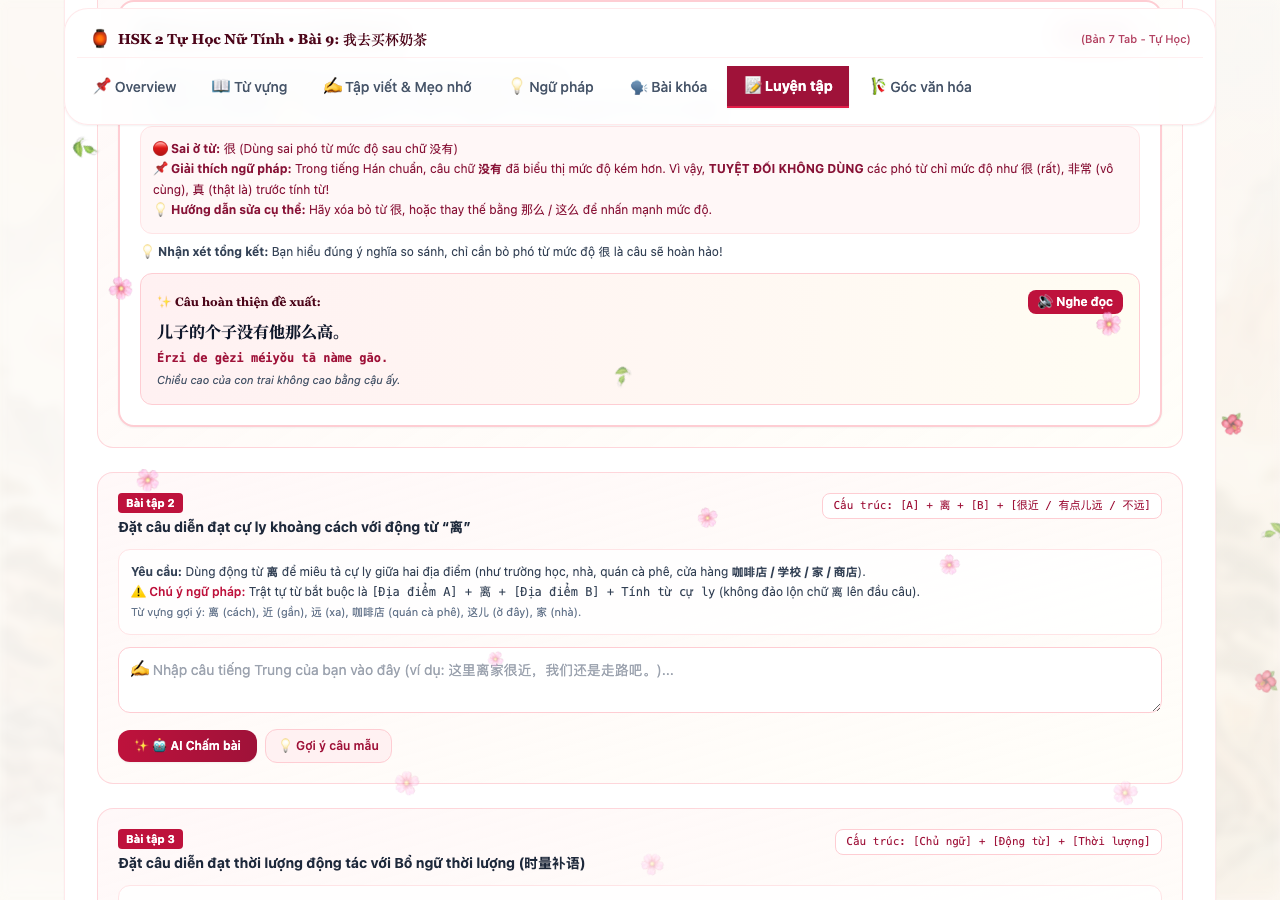 🏮 HSK 2 Tự Học Nữ Tính • Bài 9: 我去买杯奶茶
(Bản 7 Tab - Tự Học)
📌 Overview
📖 Từ vựng
✍️ Tập viết & Mẹo nhớ
💡 Ngữ pháp
🗣️ Bài khóa
📝 Luyện tập
🎋 Góc văn hóa
🔴 Sai ở từ: 很 (Dùng sai phó từ mức độ sau chữ 没有)
📌 Giải thích ngữ pháp: Trong tiếng Hán chuẩn, câu chữ 没有 đã biểu thị mức độ kém hơn. Vì vậy, TUYỆT ĐỐI KHÔNG DÙNG các phó từ chỉ mức độ như 很 (rất), 非常 (vô
cùng), 真 (thật là) trước tính từ!
💡 Hướng dẫn sửa cụ thể: Hãy xóa bỏ từ 很, hoặc thay thế bằng 那么 / 这么 để nhấn mạnh mức độ.
💡 Nhận xét tổng kết: Bạn hiểu đúng ý nghĩa so sánh, chỉ cần bỏ phó từ mức độ 很 là câu sẽ hoàn hảo!
✨ Câu hoàn thiện đề xuất:
🔊 Nghe đọc
儿子的个子没有他那么高。
Érzi de gèzi méiyǒu tā nàme gāo.
Chiều cao của con trai không cao bằng cậu ấy.
Bài tập 2
Cấu trúc: [A] + 离 + [B] + [很近 / 有点儿远 / 不远]
Đặt câu diễn đạt cự ly khoảng cách với động từ “离”
Yêu cầu: Dùng động từ 离 để miêu tả cự ly giữa hai địa điểm (như trường học, nhà, quán cà phê, cửa hàng 咖啡店 / 学校 / 家 / 商店).
⚠️ Chú ý ngữ pháp: Trật tự từ bắt buộc là [Địa điểm A] + 离 + [Địa điểm B] + Tính từ cự ly (không đảo lộn chữ 离 lên đầu câu).
Từ vựng gợi ý: 离 (cách), 近 (gần), 远 (xa), 咖啡店 (quán cà phê), 这儿 (ở đây), 家 (nhà).
✍️ Nhập câu tiếng Trung của bạn vào đây (ví dụ: 这里离家很近，我们还是走路吧。)...
✨ 🤖 AI Chấm bài
💡 Gợi ý câu mẫu
Bài tập 3
Cấu trúc: [Chủ ngữ] + [Động từ] + [Thời lượng]
Đặt câu diễn đạt thời lượng động tác với Bổ ngữ thời lượng (时量补语)